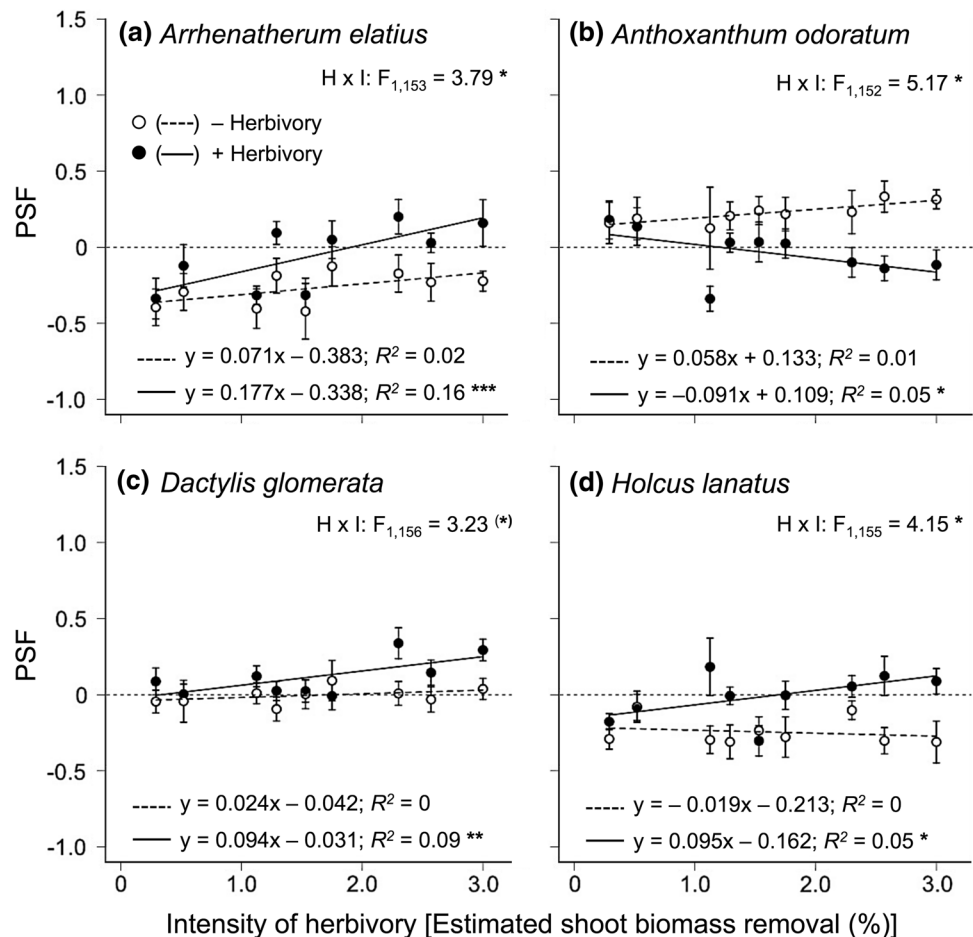 (a) Arrhenatherum elatius
H x I: F1,153 = 3.79 *
(----) – Herbivory
(—) + Herbivory
y = 0.071x – 0.383; R2 = 0.02
y = 0.177x – 0.338; R2 = 0.16 ***
1.5
1.0
0.5
0
-0.5
-1.0
PSF
(b) Anthoxanthum odoratum
H x I: F1,152 = 5.17 *
y = 0.058x + 0.133; R2 = 0.01
y = –0.091x + 0.109; R2 = 0.05 *
(c) Dactylis glomerata
H x I: F1,156 = 3.23 (*)
y = 0.024x – 0.042; R2 = 0
y = 0.094x – 0.031; R2 = 0.09 **
1.5
1.0
0.5
0
-0.5
-1.0
PSF
0 1.0 2.0 3.0
(d) Holcus lanatus
H x I: F1,155 = 4.15 *
y = – 0.019x – 0.213; R2 = 0
y = 0.095x – 0.162; R2 = 0.05 *
0 1.0 2.0 3.0
Intensity of herbivory [Estimated shoot biomass removal (%)]